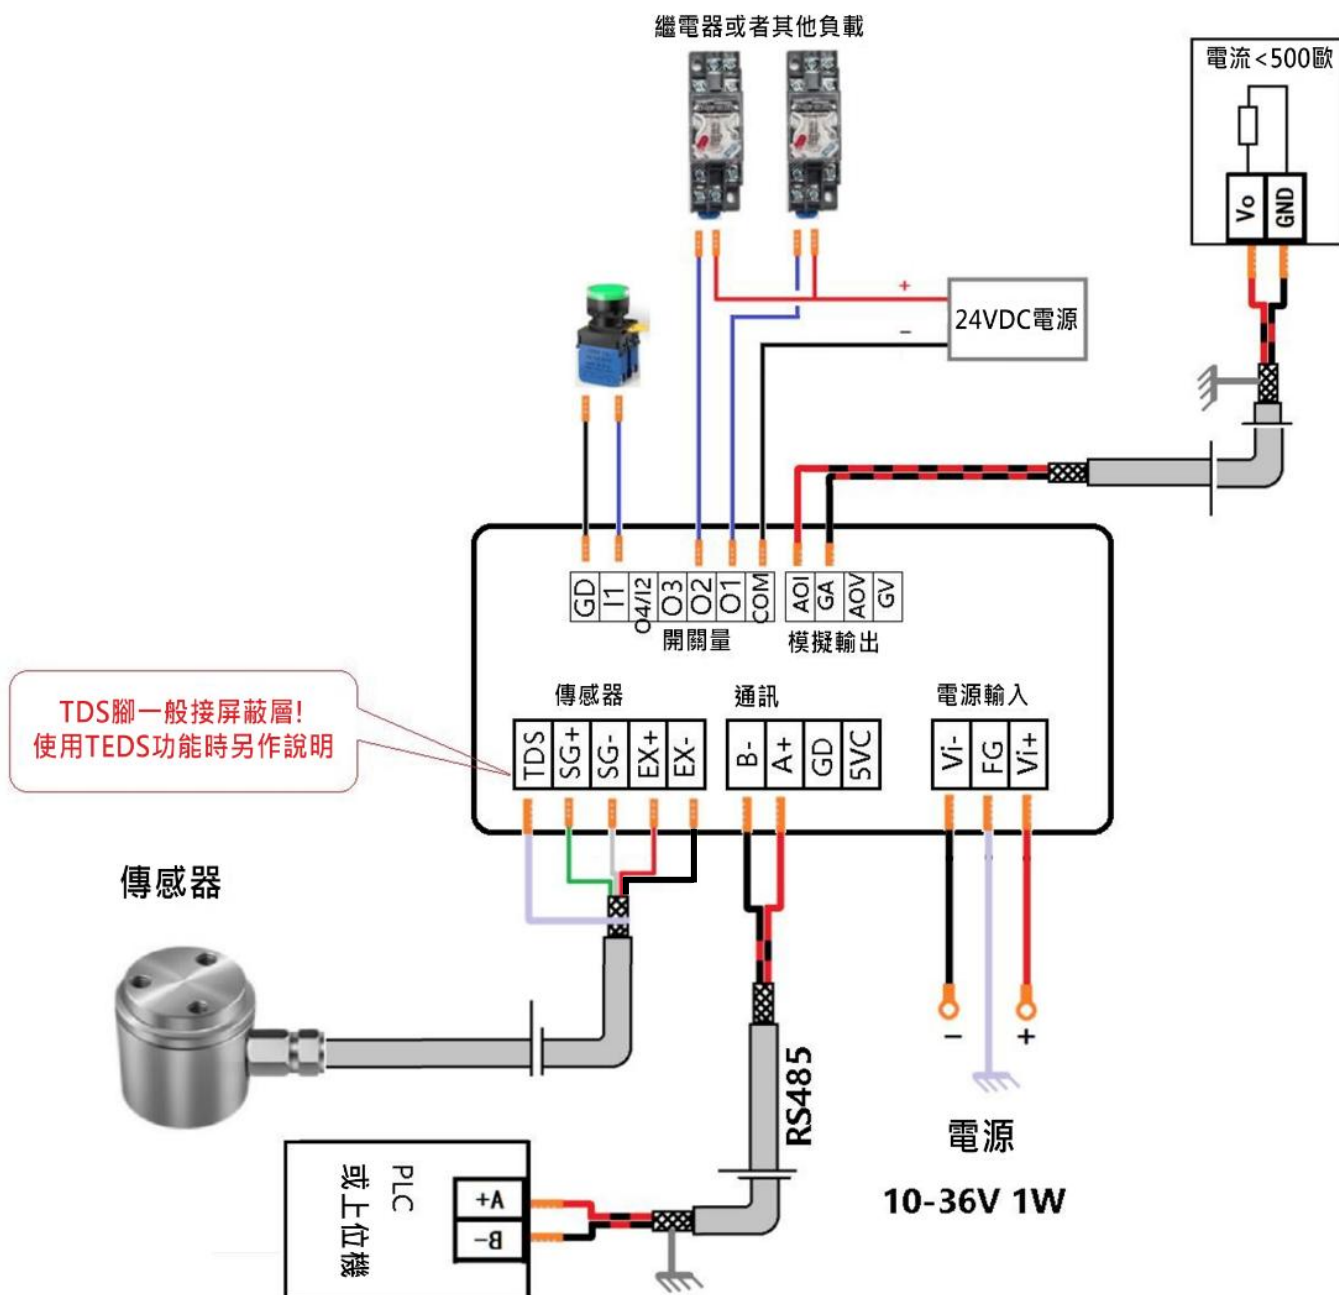 繼電器或者其他負載
電流<500歐
Vo
GND
+
24VDC電源
−
GD
I1
O4/I2
O3
O2
O1
COM
AOI
GA
AOV
GV
開關量
模擬輸出
TDS腳一般接屏蔽層!
使用TEDS功能時另作說明
傳感器
通訊
電源輸入
TDS
SG+
SG-
EX+
EX-
B-
A+
GD
5VC
Vi-
FG
Vi+
傳感器
−
+
RS485
電源
10-36V 1W
PLC
或上位機
A+
B-